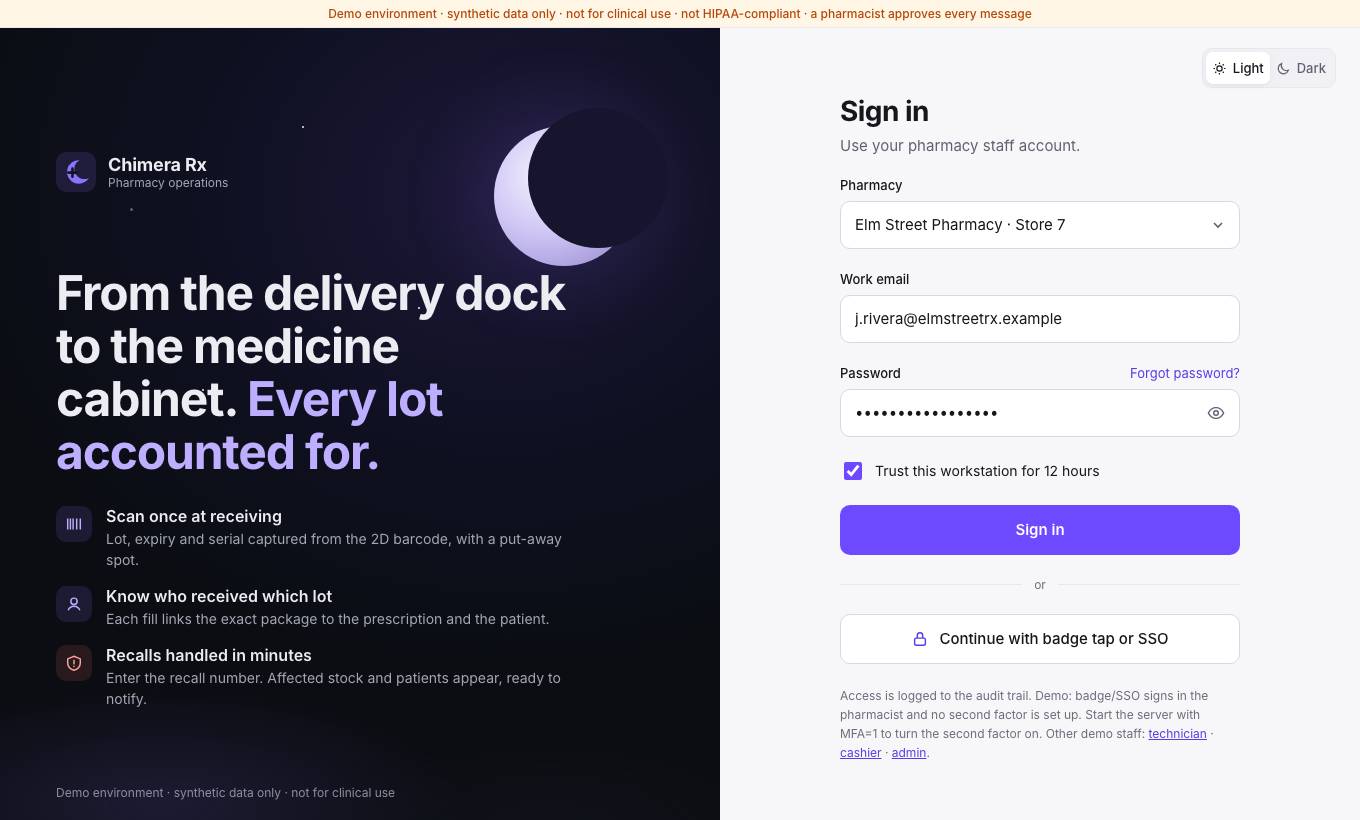 Demo environment · synthetic data only · not for clinical use · not HIPAA-compliant · a pharmacist approves every message
Chimera Rx
Pharmacy operations
From the delivery dock
to the medicine
cabinet. Every lot
accounted for.
Scan once at receiving
Lot, expiry and serial captured from the 2D barcode, with a put-away
spot.
Know who received which lot
Each fill links the exact package to the prescription and the patient.
Recalls handled in minutes
Enter the recall number. Affected stock and patients appear, ready to
notify.
Demo environment · synthetic data only · not for clinical use
Light
Dark
Sign in
Use your pharmacy staff account.
Pharmacy
Elm Street Pharmacy · Store 7
Work email
j.rivera@elmstreetrx.example
Password
Forgot password?
•••••••••••••••••
Trust this workstation for 12 hours
Sign in
or
Continue with badge tap or SSO
Access is logged to the audit trail. Demo: badge/SSO signs in the
pharmacist and no second factor is set up. Start the server with
MFA=1 to turn the second factor on. Other demo staff: technician ·
cashier · admin.